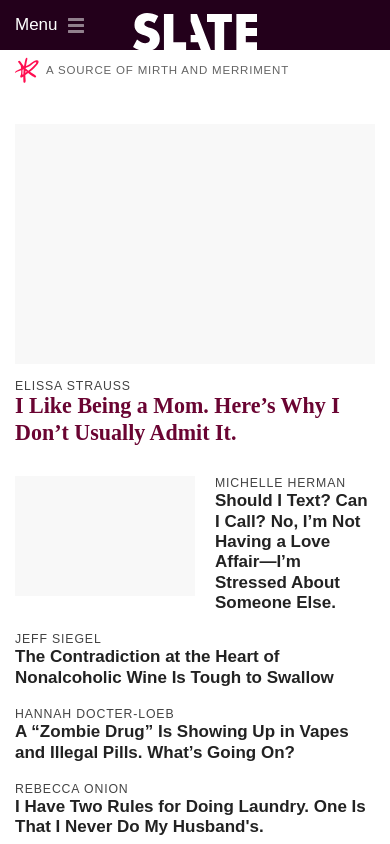 Menu
SLATE
A SOURCE OF MIRTH AND MERRIMENT
ELISSA STRAUSS
I Like Being a Mom. Here’s Why I
Don’t Usually Admit It.
MICHELLE HERMAN
Should I Text? Can
I Call? No, I’m Not
Having a Love
Affair—I’m
Stressed About
Someone Else.
JEFF SIEGEL
The Contradiction at the Heart of
Nonalcoholic Wine Is Tough to Swallow
HANNAH DOCTER-LOEB
A “Zombie Drug” Is Showing Up in Vapes
and Illegal Pills. What’s Going On?
REBECCA ONION
I Have Two Rules for Doing Laundry. One Is
That I Never Do My Husband's.